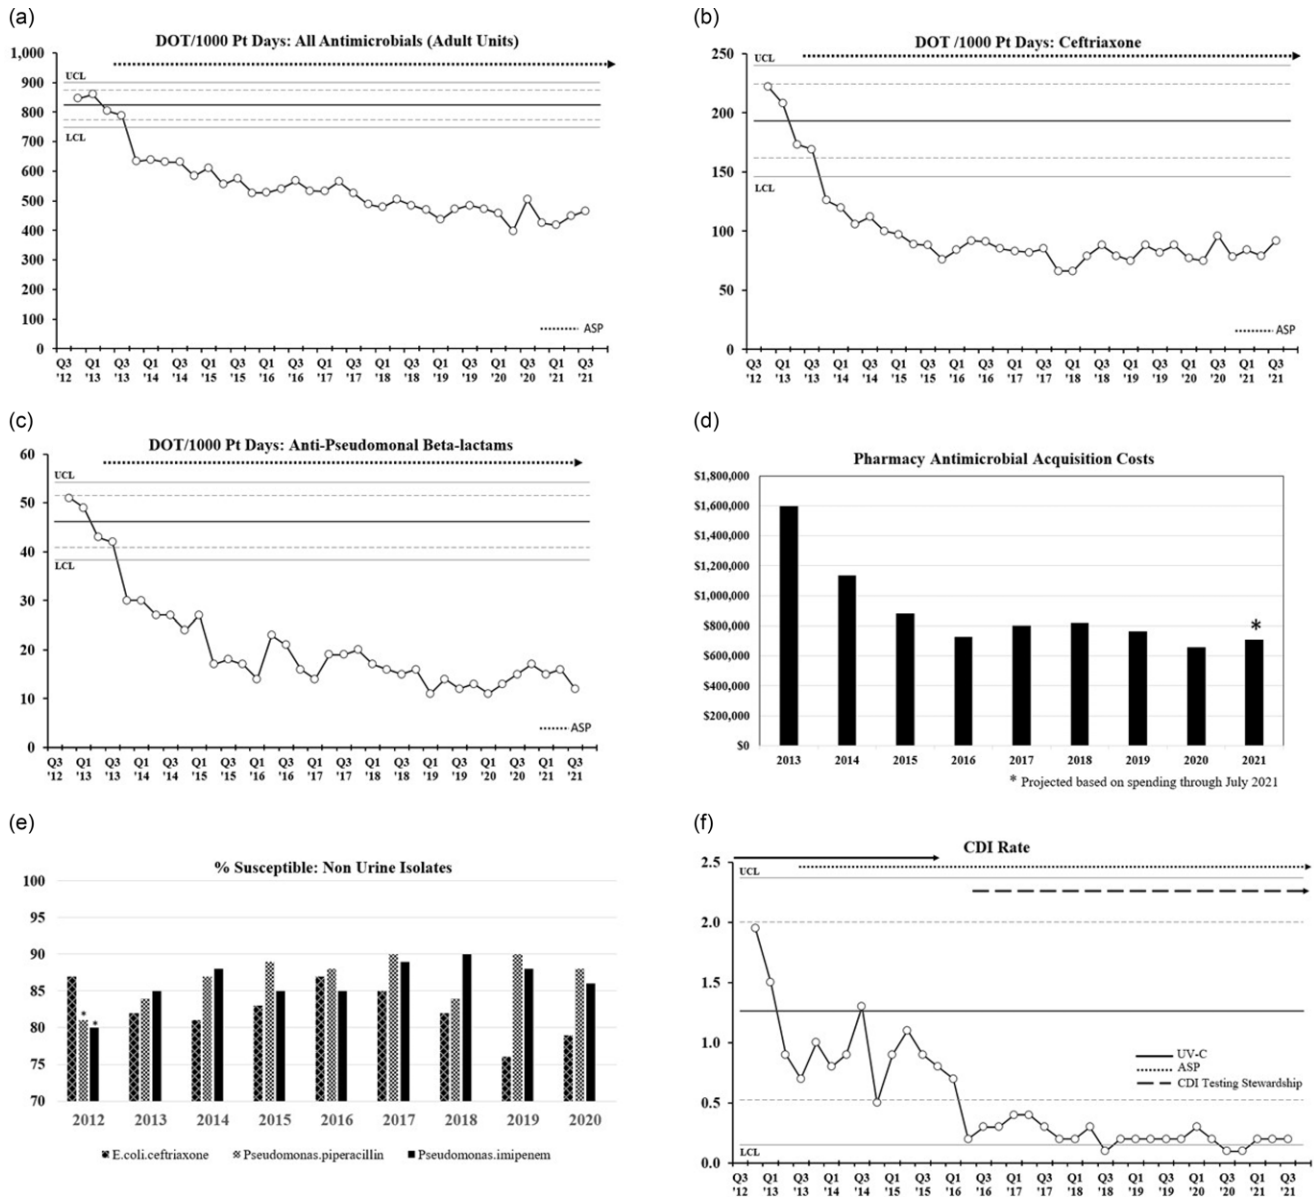 (a)
DOT/1000 Pt Days: All Antimicrobials (Adult Units)
1,000
900
800
700
600
500
400
300
200
100
0
UCL
LCL
ASP
Q3 Q1 Q3 Q1 Q3 Q1 Q3 Q1 Q3 Q1 Q3 Q1 Q3 Q1 Q3 Q1 Q3 Q1 Q3
'12 '13 '13 '14 '14 '15 '15 '16 '16 '17 '17 '18 '18 '19 '19 '20 '20 '21 '21
(b)
DOT /1000 Pt Days: Ceftriaxone
250
200
150
100
50
0
UCL
LCL
ASP
Q3 Q1 Q3 Q1 Q3 Q1 Q3 Q1 Q3 Q1 Q3 Q1 Q3 Q1 Q3 Q1 Q3 Q1 Q3
'12 '13 '13 '14 '14 '15 '15 '16 '16 '17 '17 '18 '18 '19 '19 '20 '20 '21 '21
(c)
DOT/1000 Pt Days: Anti-Pseudomonal Beta-lactams
60
50
40
30
20
10
0
UCL
LCL
ASP
Q3 Q1 Q3 Q1 Q3 Q1 Q3 Q1 Q3 Q1 Q3 Q1 Q3 Q1 Q3 Q1 Q3 Q1 Q3
'12 '13 '13 '14 '14 '15 '15 '16 '16 '17 '17 '18 '18 '19 '19 '20 '20 '21 '21
(d)
Pharmacy Antimicrobial Acquisition Costs
$1,800,000
$1,600,000
$1,400,000
$1,200,000
$1,000,000
$800,000
$600,000
$400,000
$200,000
$0
*
2013 2014 2015 2016 2017 2018 2019 2020 2021
* Projected based on spending through July 2021
(e)
% Susceptible: Non Urine Isolates
100
95
90
85
80
75
70
* *
2012 2013 2014 2015 2016 2017 2018 2019 2020
E.coli.ceftriaxone Pseudomonas.piperacillin Pseudomonas.imipenem
(f)
CDI Rate
2.5
2.0
1.5
1.0
0.5
0.0
UCL
LCL
UV-C
ASP
CDI Testing Stewardship
Q3 Q1 Q3 Q1 Q3 Q1 Q3 Q1 Q3 Q1 Q3 Q1 Q3 Q1 Q3 Q1 Q3 Q1 Q3
'12 '13 '13 '14 '14 '15 '15 '16 '16 '17 '17 '18 '18 '19 '19 '20 '20 '21 '21